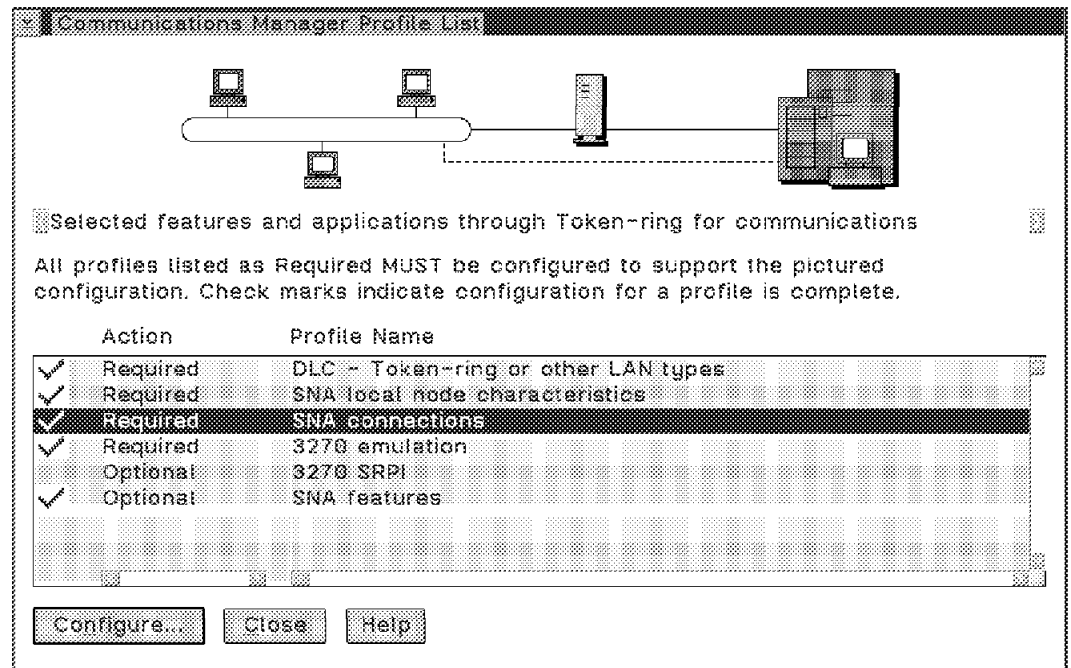 Communications Manager Profile List
Selected features and applications through Token-ring for communications
All profiles listed as Required MUST be configured to support the pictured
configuration. Check marks indicate configuration for a profile is complete.
Action Profile Name
Required DLC - Token-ring or other LAN types
Required SNA local node characteristics
Required SNA connections
Required 3270 emulation
Optional 3270 SRPI
Optional SNA features
Configure... Close Help